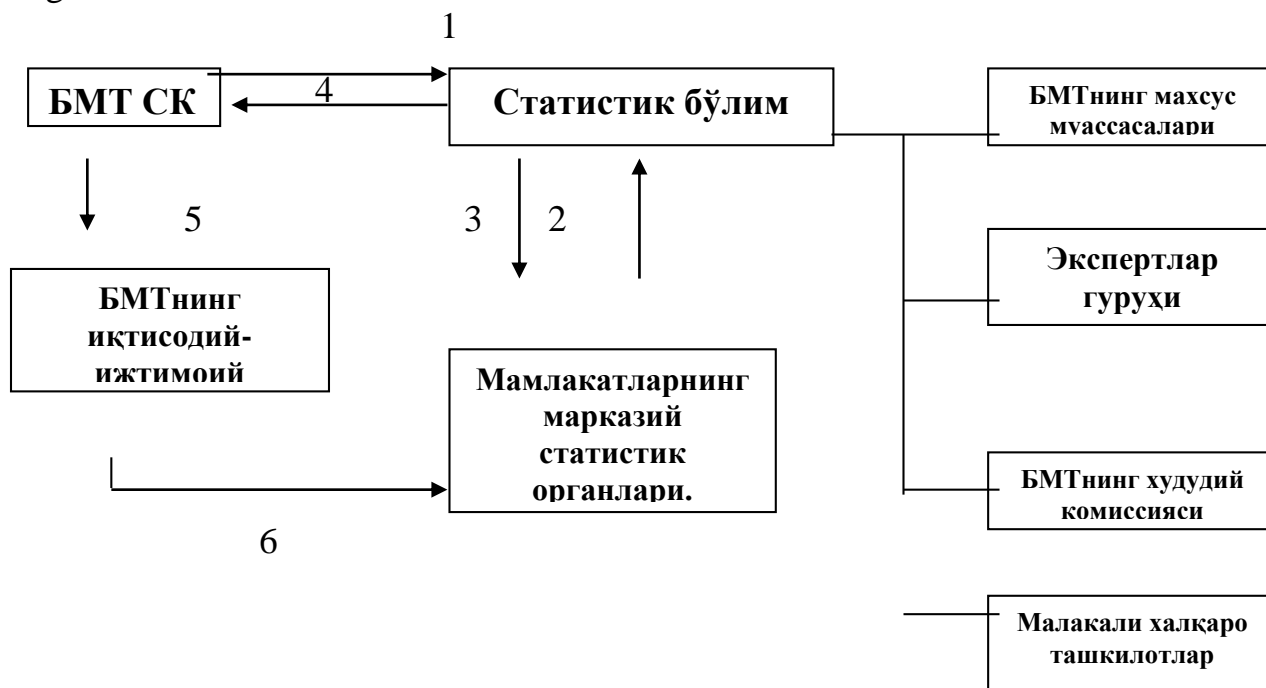 1
БМТ СК
4
Статистик бўлим
БМТнинг махсус
муассасалари
5
3
2
Экспертлар
гуруҳи
БМТнинг
иқтисодий-
ижтимоий
Мамлакатларнинг
марказий
статистик
органлари.
БМТнинг худудий
комиссияси
6
Малакали халқаро
ташкилотлар